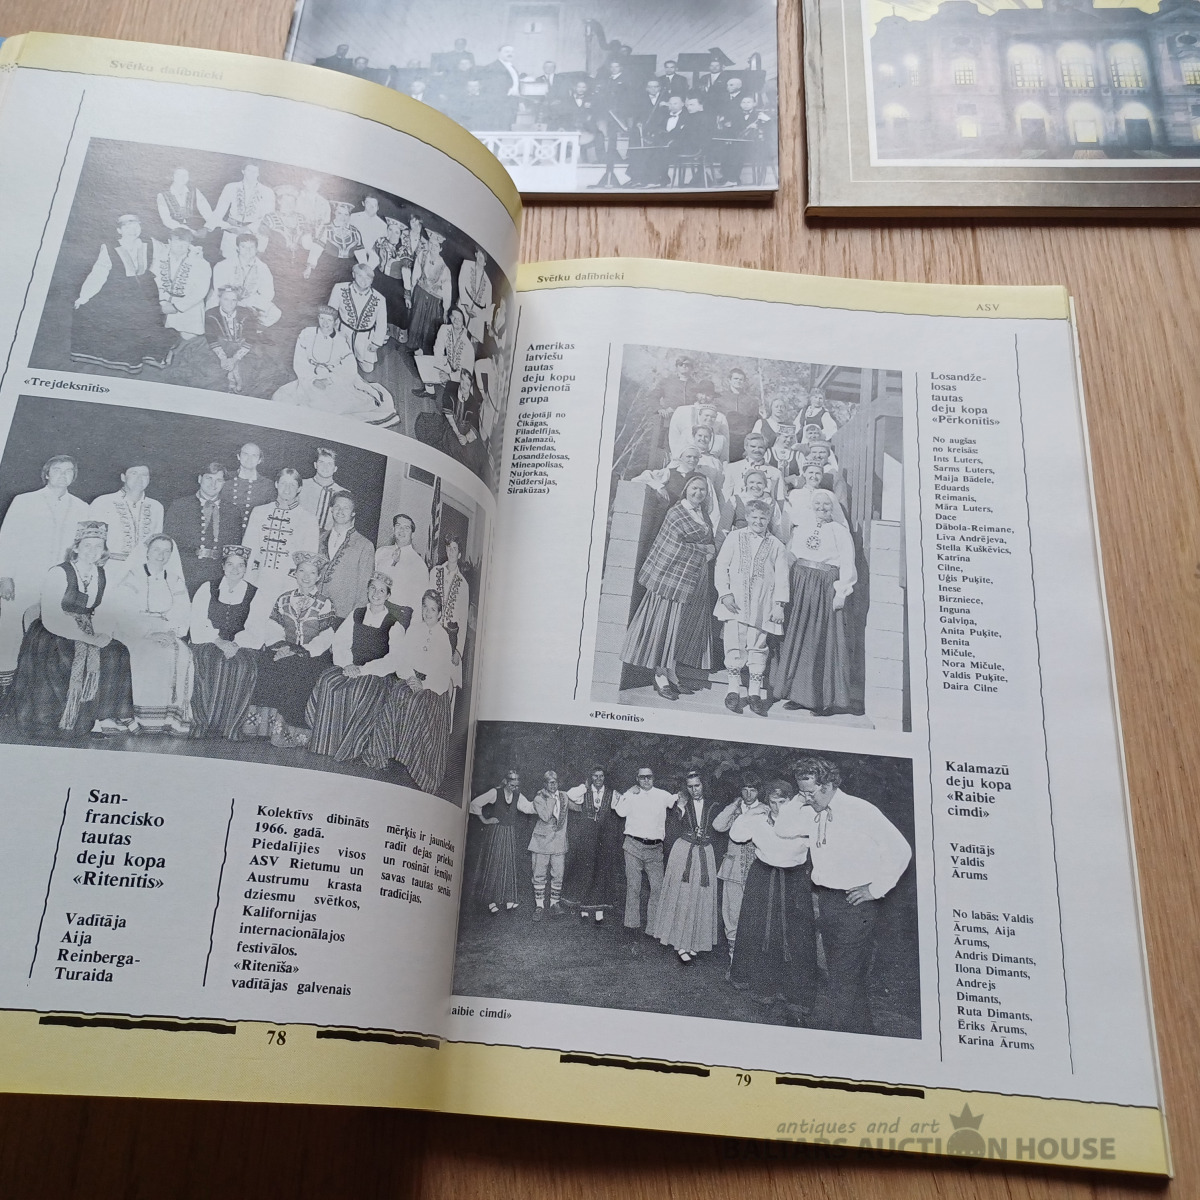 Svētku dalībnieki
«Trejdeksnītis»
San-
francisko
tautas
deju kopa
«Ritenītis»
Vadītāja
Aija
Reinberga-
Turaida
Kolektīvs dibināts
1966. gadā.
Piedalījies visos
ASV Rietumu un
Austrumu krasta
dziesmu svētkos,
Kalifornijas
internacionālajos
festivālos.
«Ritenīša»
vadītājas galvenais
mērķis ir jauniešos
radīt dejas prieku
un rosināt iemīļot
savas tautas senās
tradīcijas.
78
Svētku dalībnieki
ASV
Amerikas
latviešu
tautas
deju kopu
apvienotā
grupa
(dejotāji no
Čikāgas,
Filadelfijas,
Kalamazū,
Klīvlendas,
Losandželosas,
Mineapolisas,
Ņujorkas,
Ņūdžersijas,
Sirakūzas)
«Pērkonītis»
Losandže-
losas
tautas
deju kopa
«Pērkonītis»
No augšas
no kreisās:
Ints Luters,
Sarms Luters,
Maija Bādele,
Eduards
Reimanis,
Māra Luters,
Dace
Dābola-Reimane,
Līva Andrējeva,
Stella Kuškēvics,
Katrīna
Cilne,
Uģis Puķīte,
Inese
Birzniece,
Inguna
Galviņa,
Anita Puķīte,
Benita
Mičule,
Nora Mičule,
Valdis Puķīte,
Daira Cilne
aibie cimdi»
Kalamazū
deju kopa
«Raibie
cimdi»
Vadītājs
Valdis
Ārums
No labās: Valdis
Ārums, Aija
Ārums,
Andris Dimants,
Ilona Dimants,
Andrejs
Dimants,
Ruta Dimants,
Ēriks Ārums,
Karina Ārums
79
antiques and art
BALTARS AUCTION HOUSE